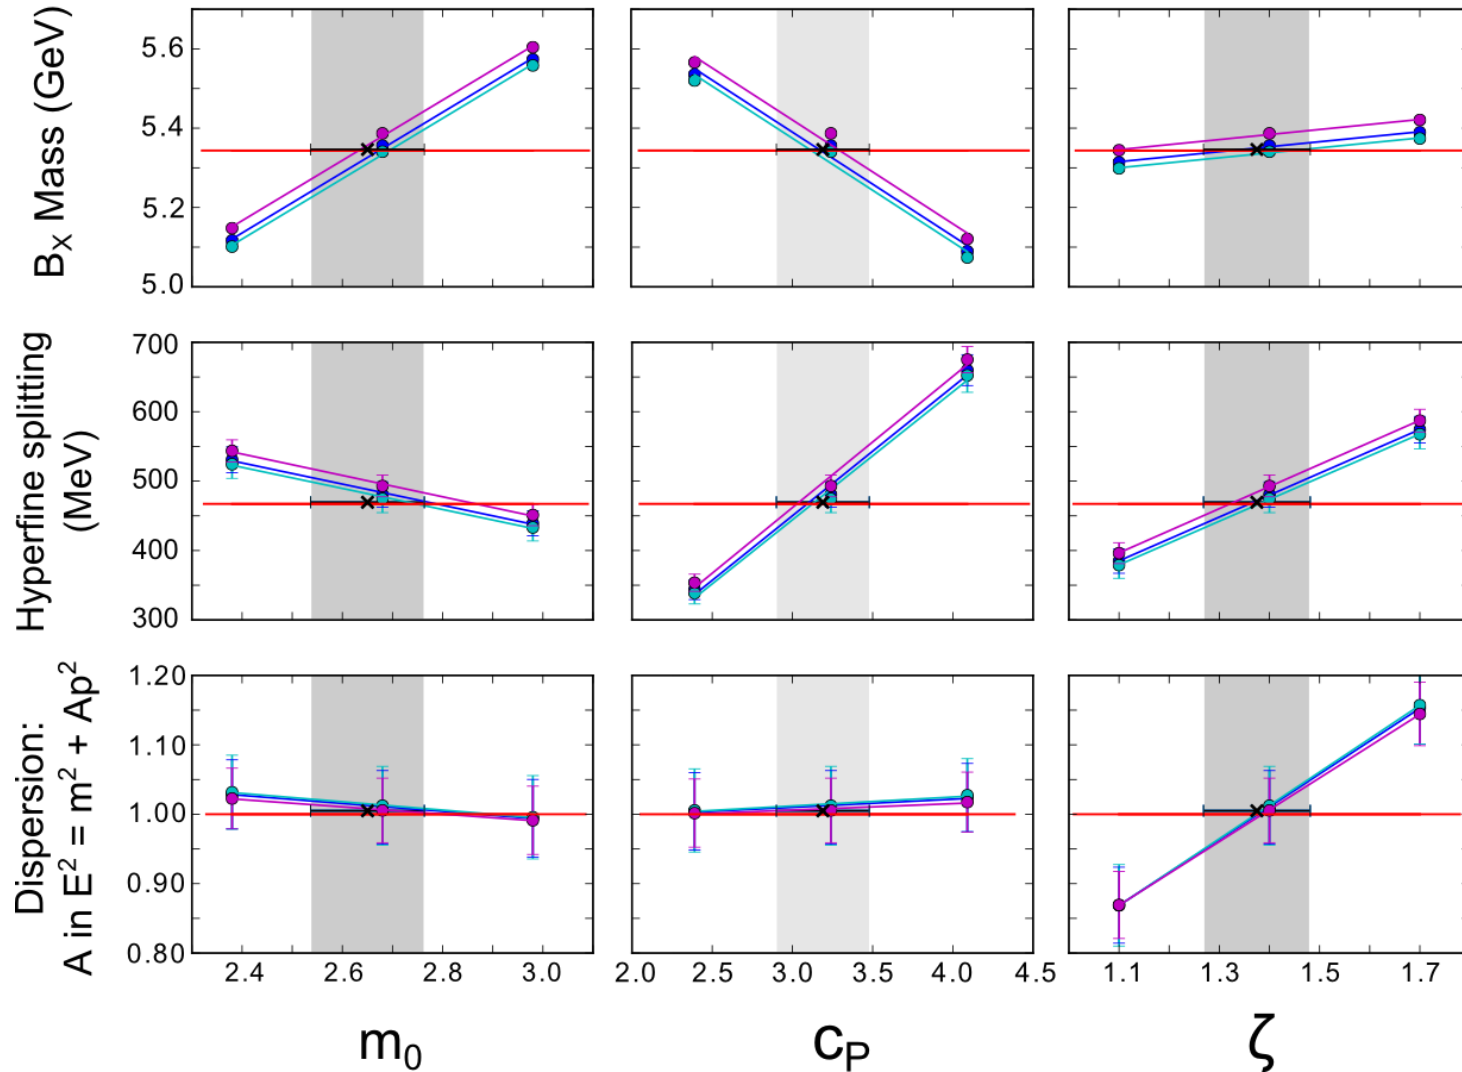 B_X Mass (GeV)
5.6
5.4
5.2
5.0
Hyperfine splitting
(MeV)
700
600
500
400
300
Dispersion:
A in E² = m² + Ap²
1.20
1.10
1.00
0.90
0.80
2.4 2.6 2.8 3.0
2.0 2.5 3.0 3.5 4.0 4.5
1.1 1.3 1.5 1.7
m₀ c_P ζ